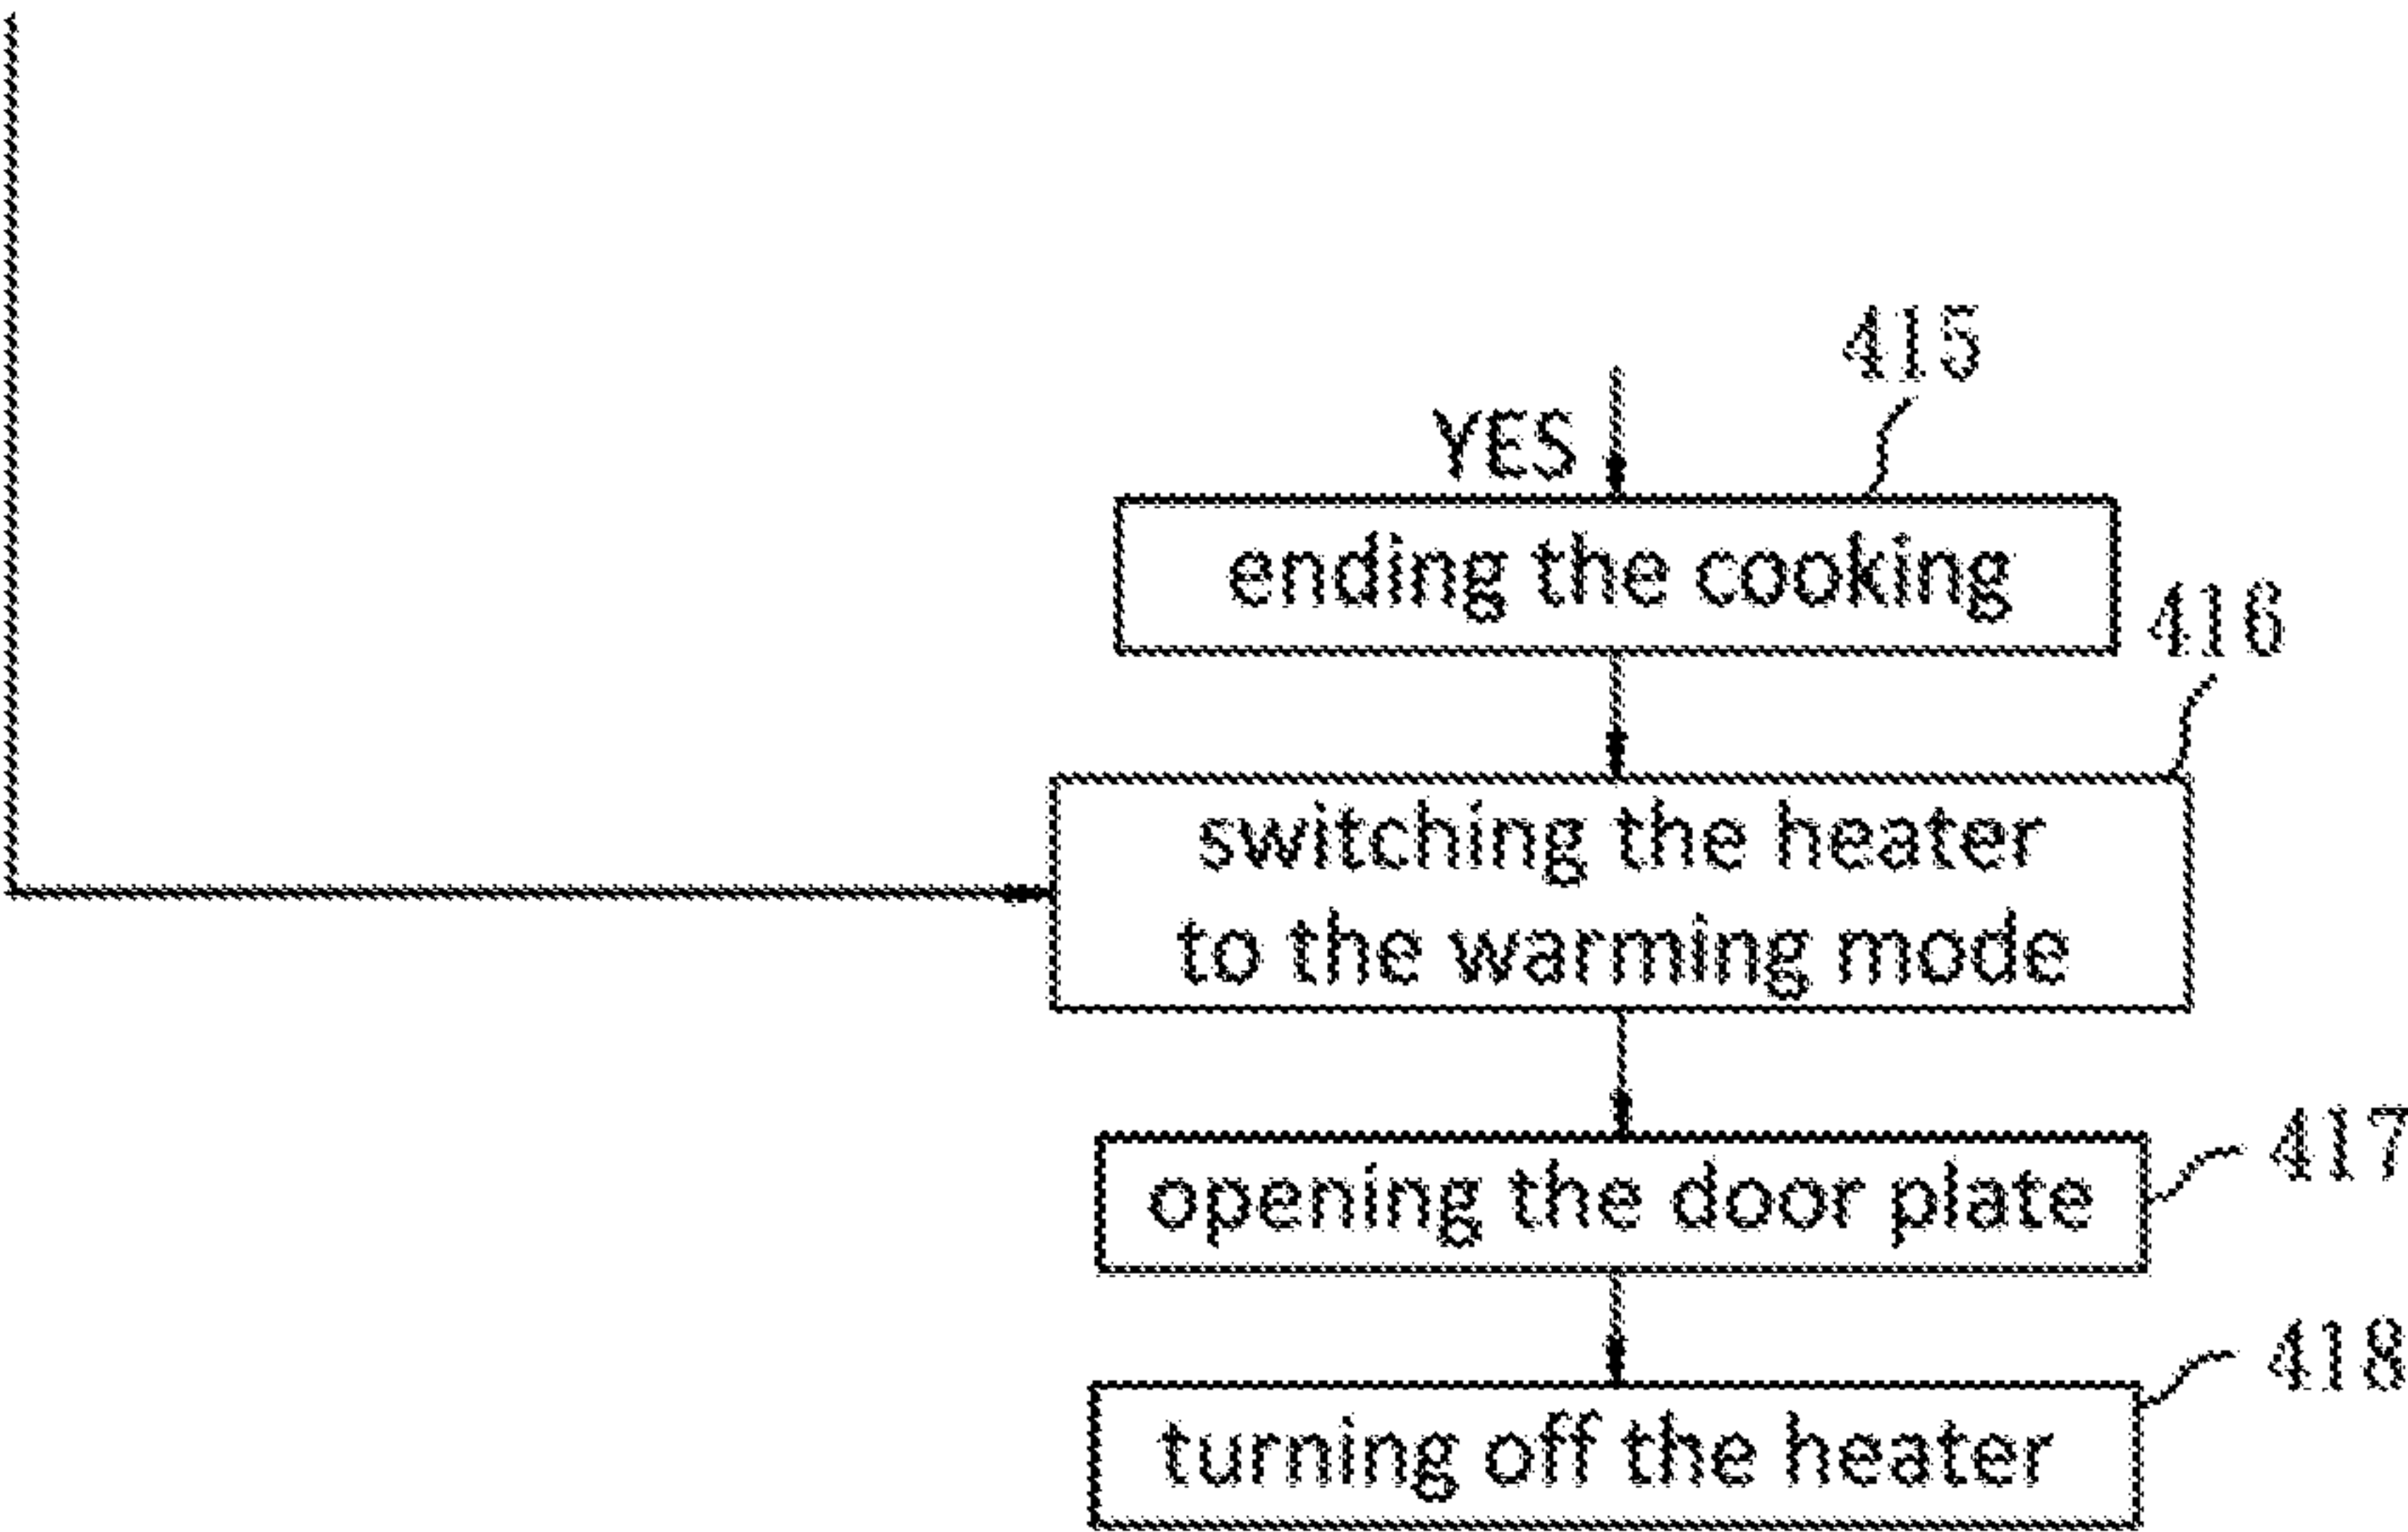 415
YES
ending the cooking
416
switching the heater
to the warming mode
417
opening the door plate
418
turning off the heater